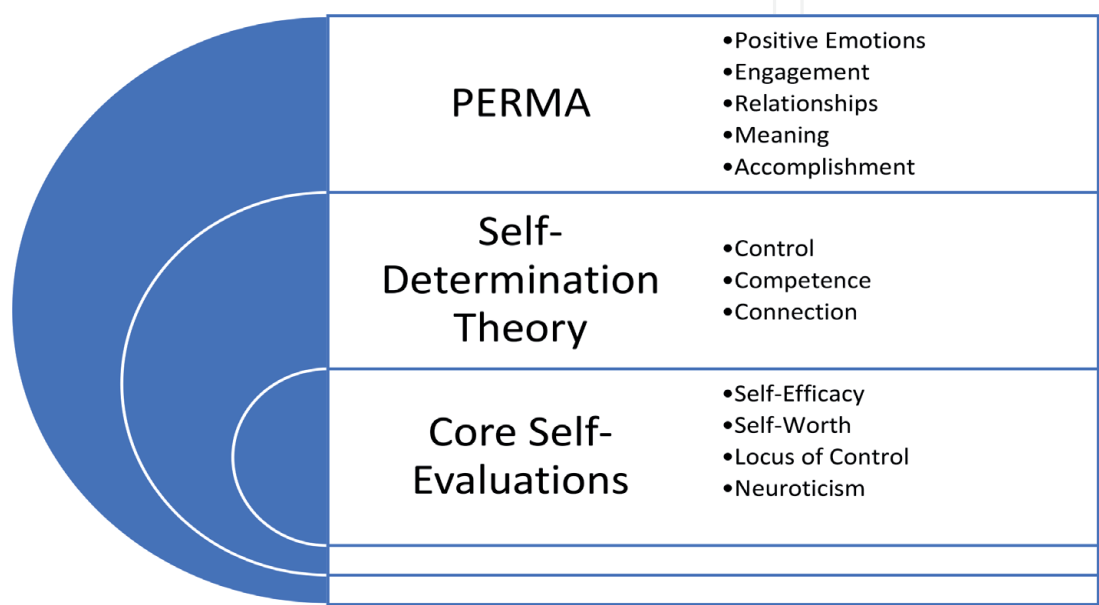 PERMA
•Positive Emotions
•Engagement
•Relationships
•Meaning
•Accomplishment
Self-
Determination
Theory
•Control
•Competence
•Connection
Core Self-
Evaluations
•Self-Efficacy
•Self-Worth
•Locus of Control
•Neuroticism